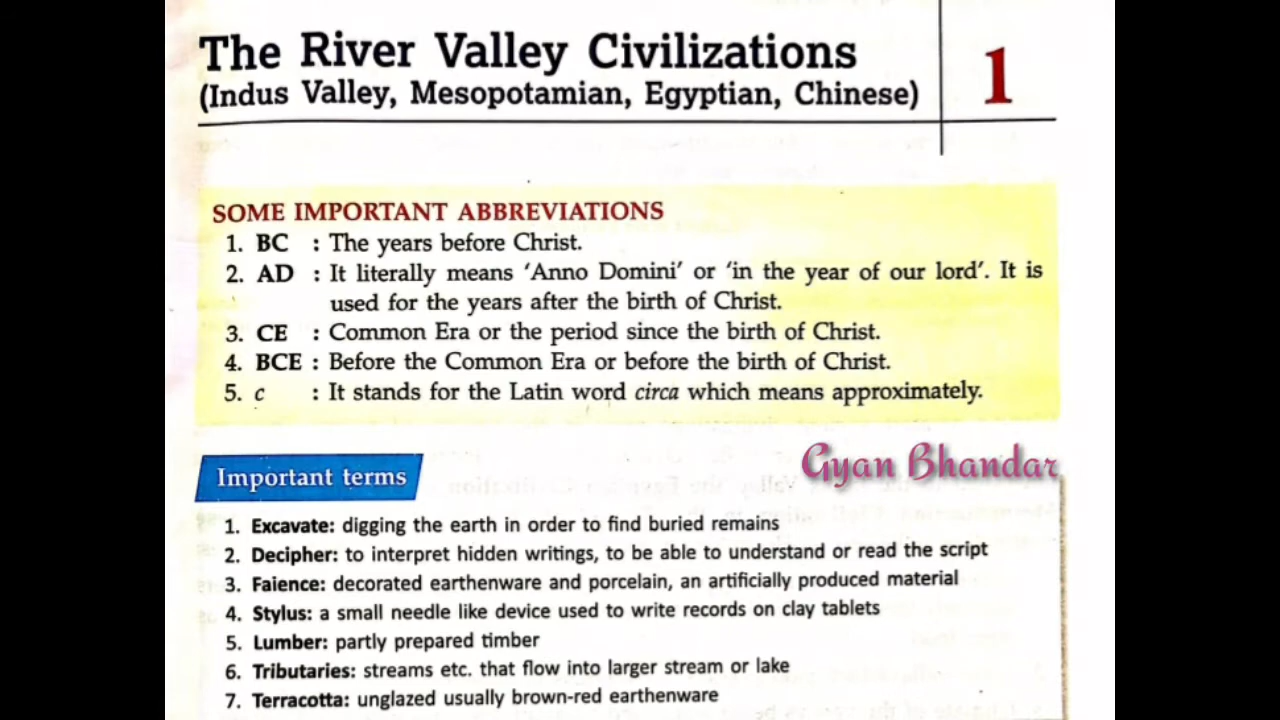 The River Valley Civilizations
(Indus Valley, Mesopotamian, Egyptian, Chinese)
1
SOME IMPORTANT ABBREVIATIONS
1. BC : The years before Christ.
2. AD : It literally means 'Anno Domini' or 'in the year of our lord'. It is
used for the years after the birth of Christ.
3. CE : Common Era or the period since the birth of Christ.
4. BCE : Before the Common Era or before the birth of Christ.
5. c : It stands for the Latin word circa which means approximately.
Gyan Bhandar
Important terms
1. Excavate: digging the earth in order to find buried remains
2. Decipher: to interpret hidden writings, to be able to understand or read the script
3. Faience: decorated earthenware and porcelain, an artificially produced material
4. Stylus: a small needle like device used to write records on clay tablets
5. Lumber: partly prepared timber
6. Tributaries: streams etc. that flow into larger stream or lake
7. Terracotta: unglazed usually brown-red earthenware